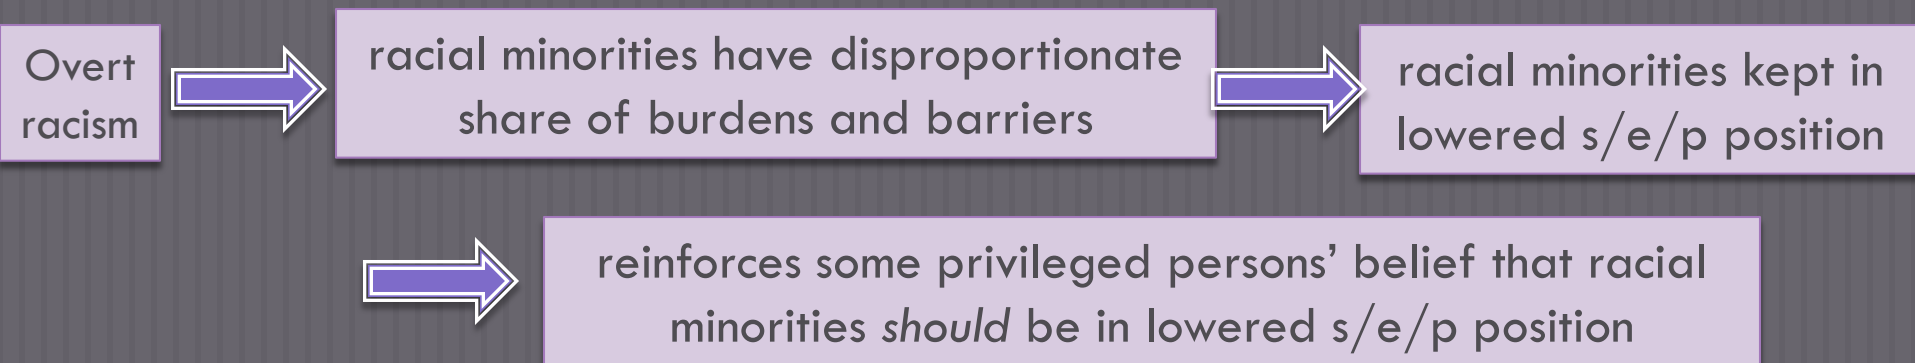 Overt
racism
racial minorities have disproportionate
share of burdens and barriers
racial minorities kept in
lowered s/e/p position
reinforces some privileged persons’ belief that racial
minorities should be in lowered s/e/p position